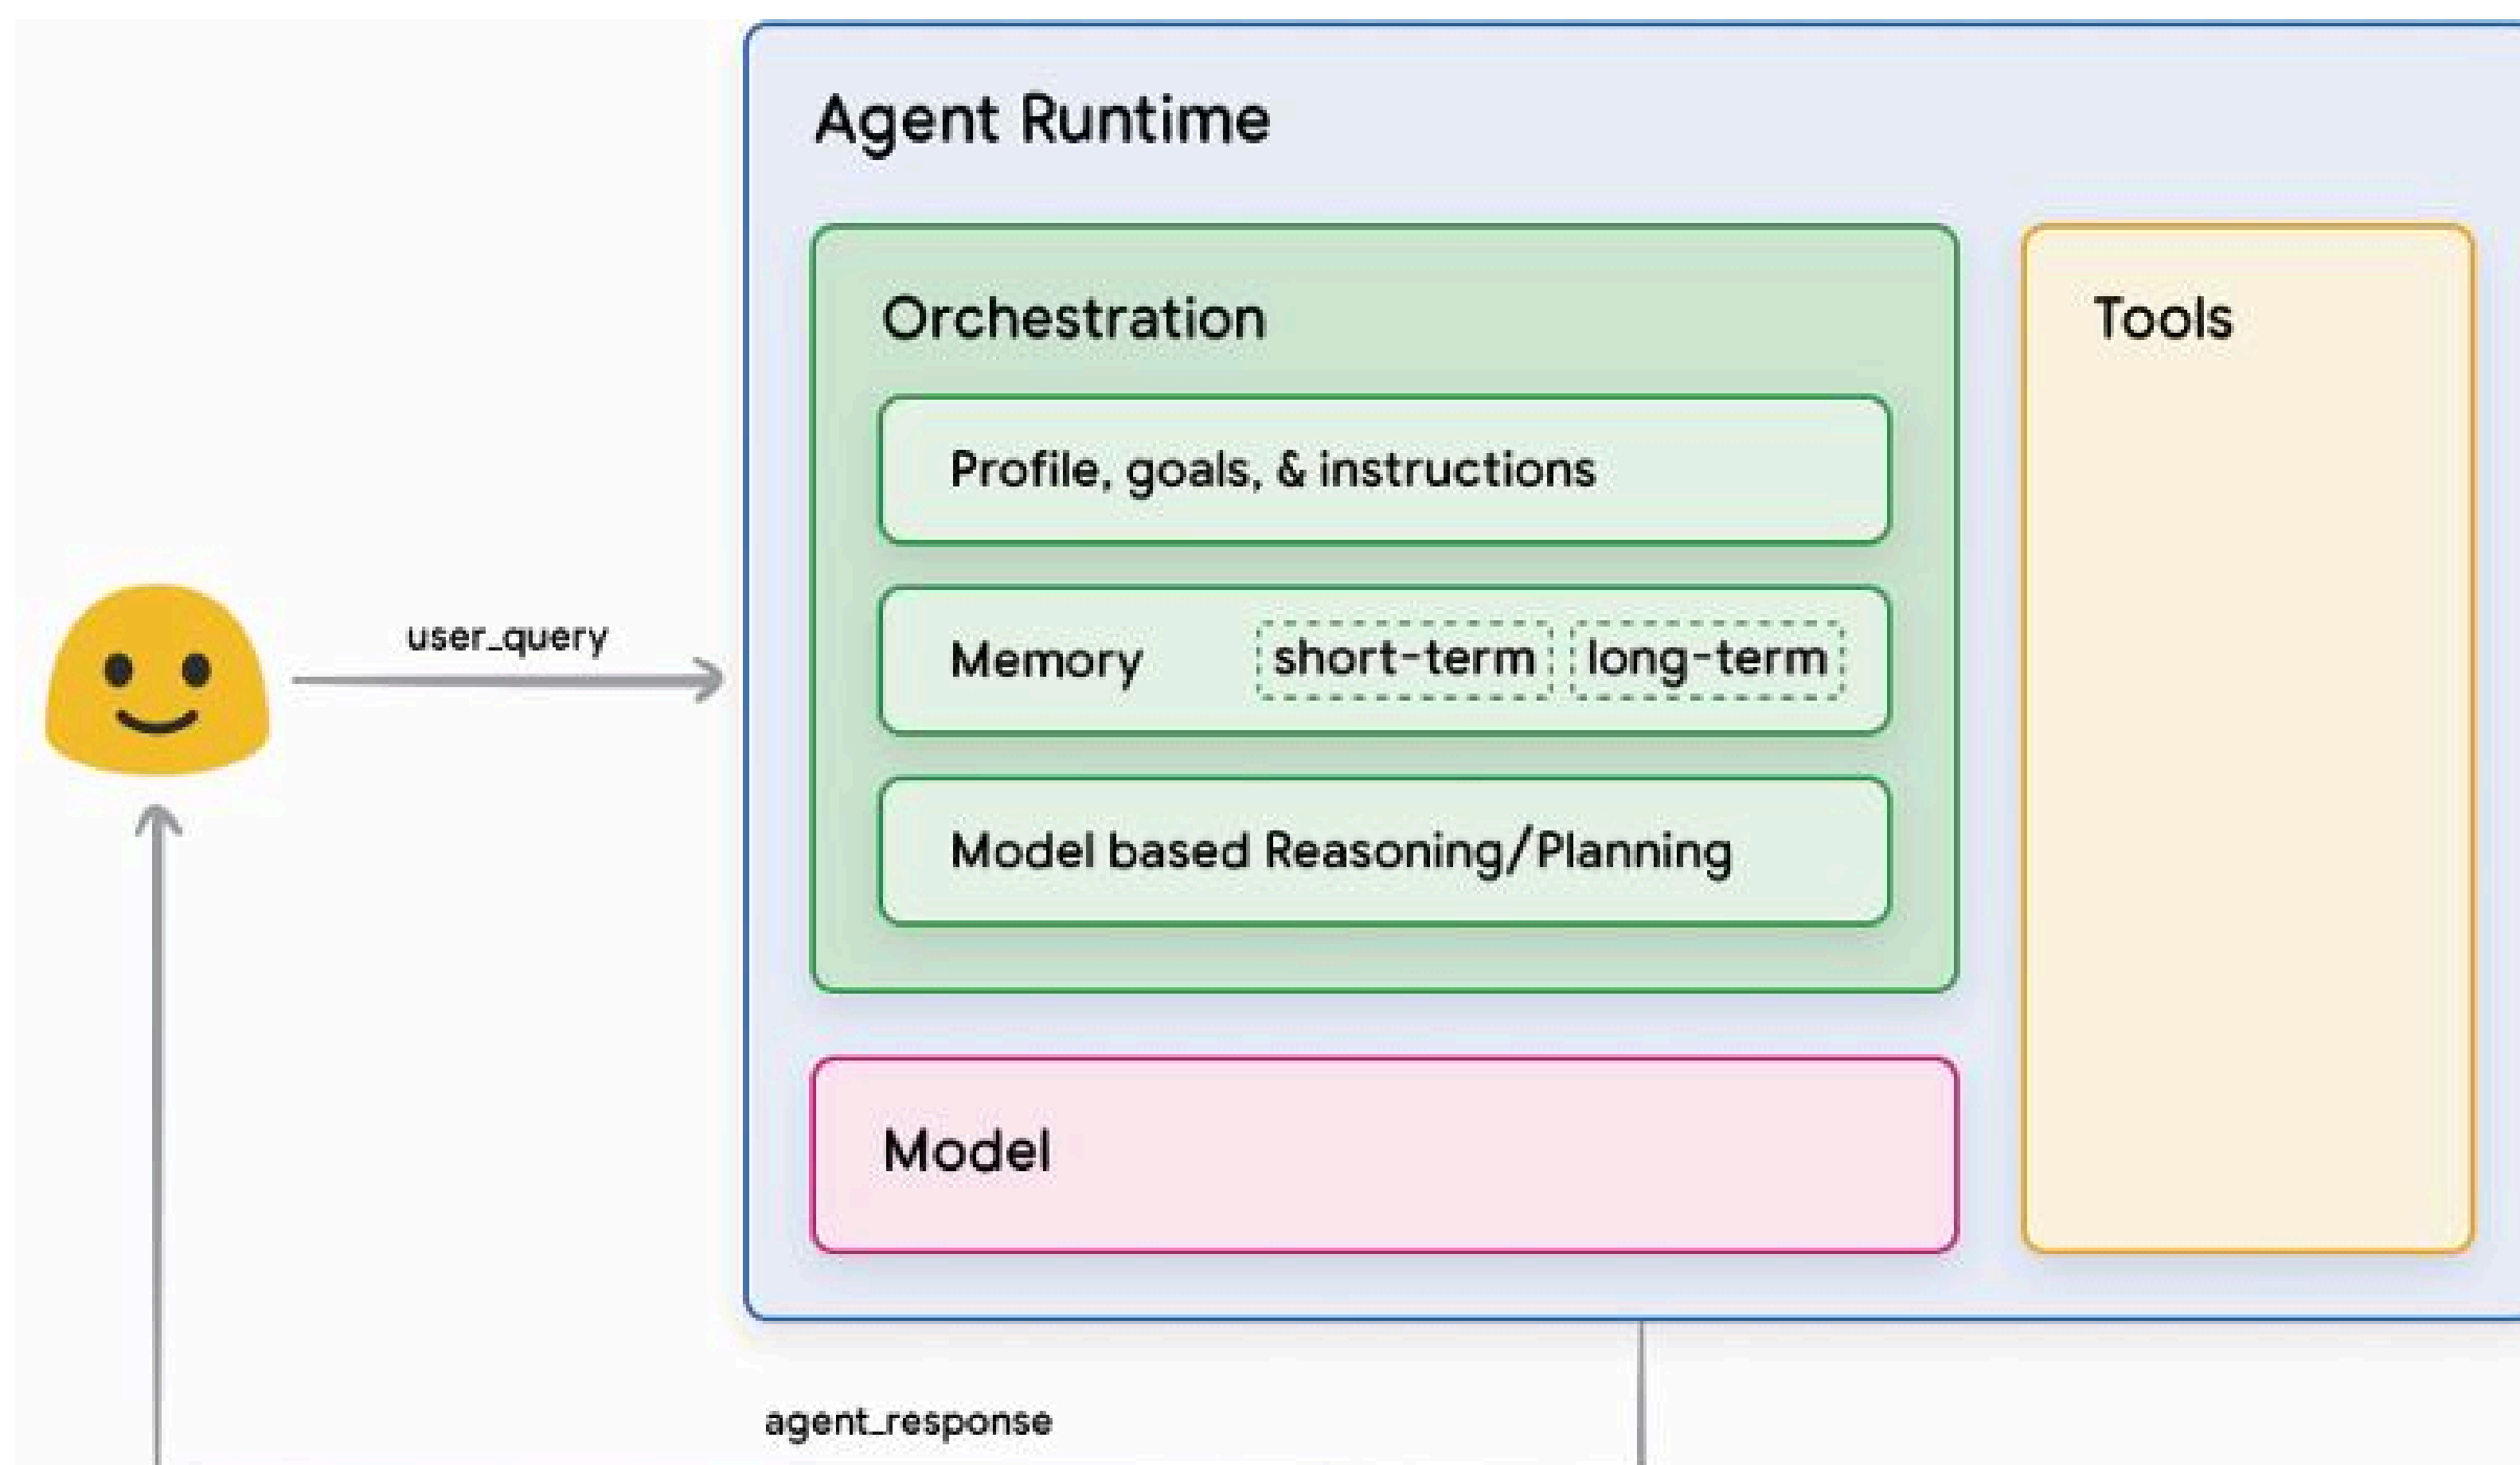 Agent Runtime
Orchestration
Tools
Profile, goals, & instructions
user_query
Memory short-term long-term
Model based Reasoning/Planning
Model
agent_response